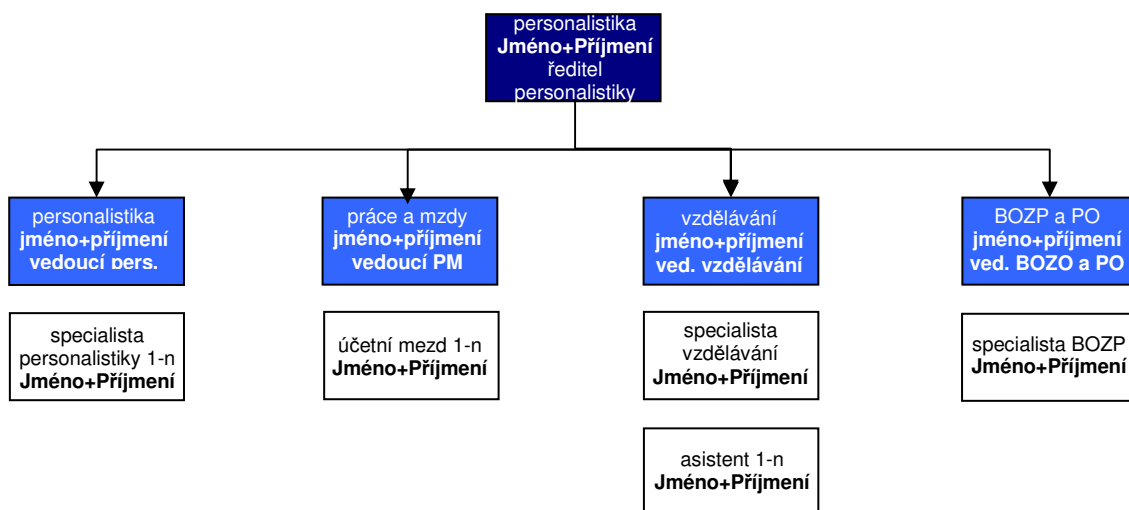 personalistika
Jméno+Příjmení
ředitel
personalistiky
personalistika
jméno+příjmení
vedoucí pers.
práce a mzdy
jméno+příjmení
vedoucí PM
vzdělávání
jméno+příjmení
ved. vzdělávání
BOZP a PO
jméno+příjmení
ved. BOZO a PO
specialista
personalistiky 1-n
Jméno+Příjmení
účetní mezd 1-n
Jméno+Příjmení
specialista
vzdělávání
Jméno+Příjmení
specialista BOZP
Jméno+Příjmení
asistent 1-n
Jméno+Příjmení